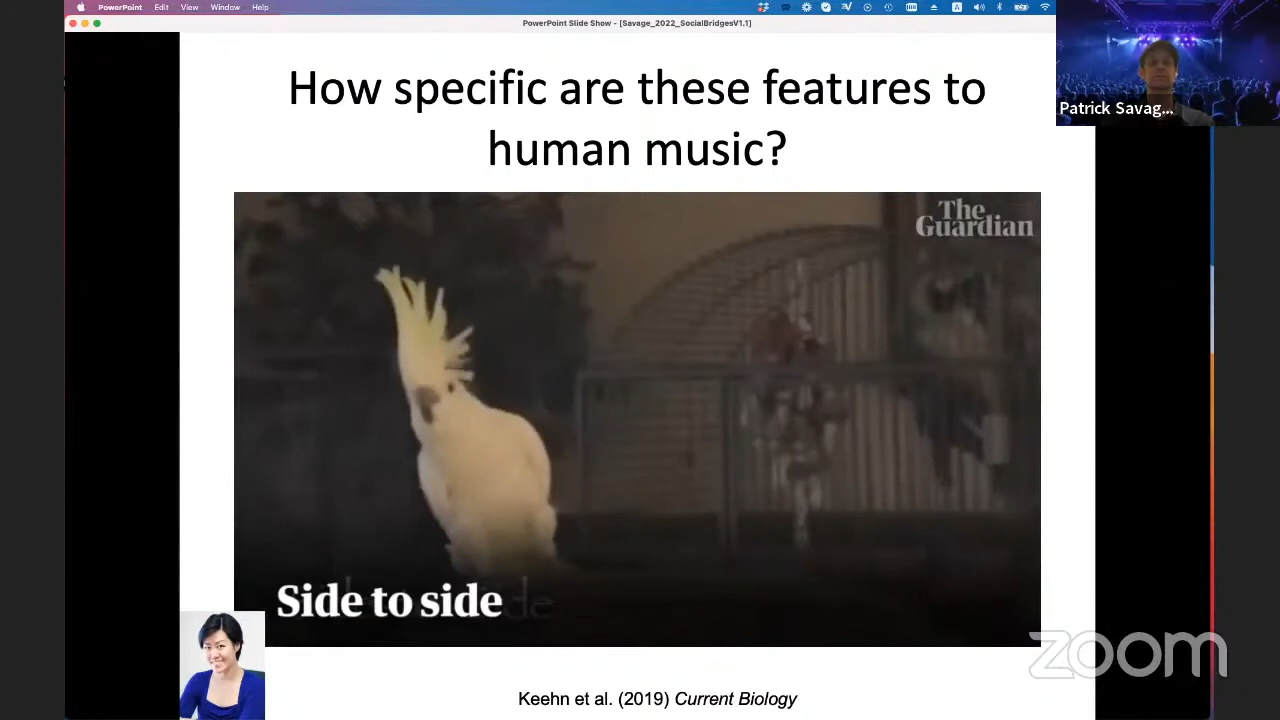 PowerPoint Edit View Window Help
PowerPoint Slide Show - [Savage_2022_SocialBridgesV1.1]
How specific are these features to
human music?
Patrick Savag...
The
Guardian
Side to side
zoom
Keehn et al. (2019) Current Biology